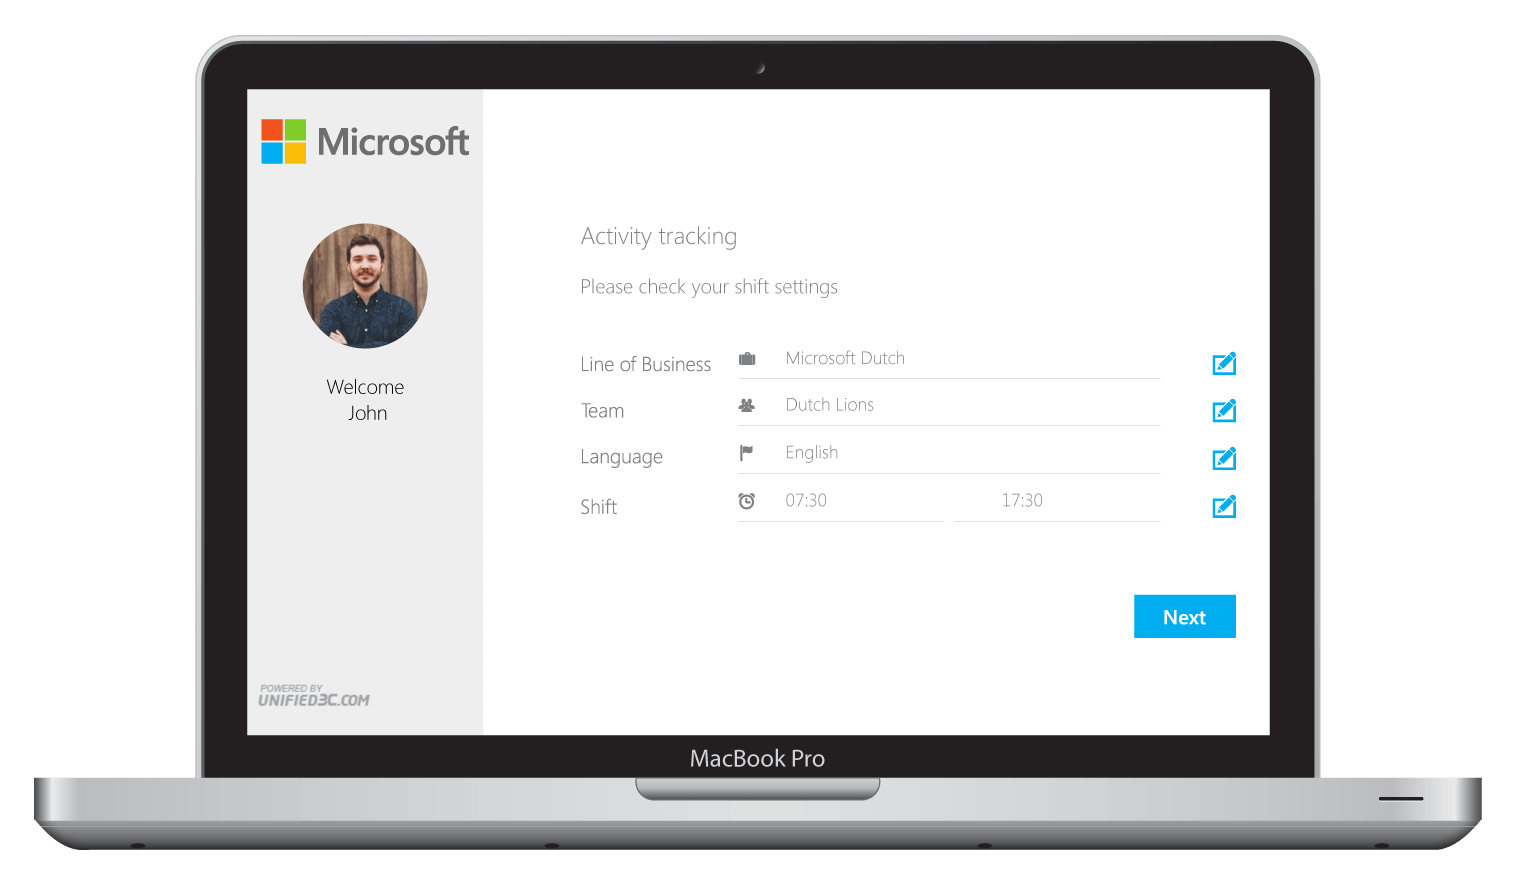 Microsoft
Welcome
John
POWERED BY
UNIFIED3C.COM
Activity tracking
Please check your shift settings
Line of Business Microsoft Dutch
Team Dutch Lions
Language English
Shift 07:30 17:30
Next
MacBook Pro